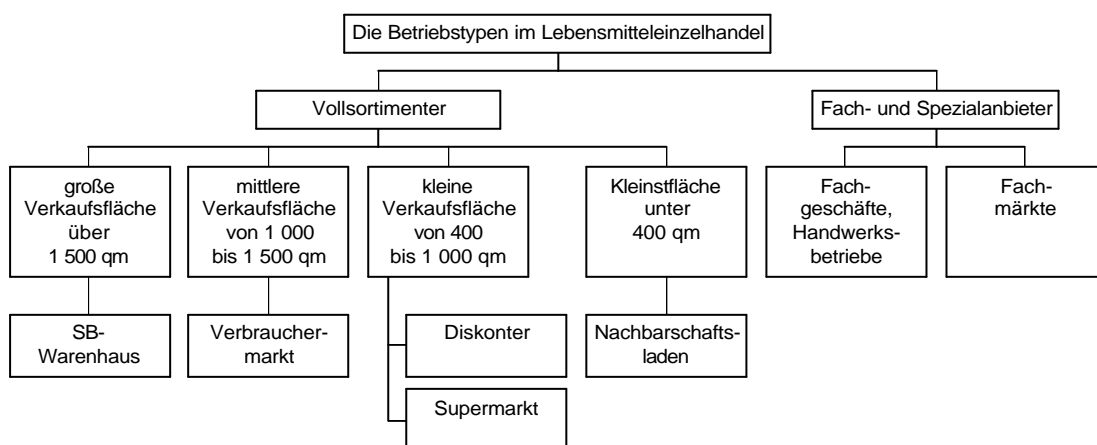 Die Betriebstypen im Lebensmitteleinzelhandel
Vollsortimenter
Fach- und Spezialanbieter
große
Verkaufsfläche
über
1 500 qm
mittlere
Verkaufsfläche
von 1 000
bis 1 500 qm
kleine
Verkaufsfläche
von 400
bis 1 000 qm
Kleinstfläche
unter
400 qm
Fach-
geschäfte,
Handwerks-
betriebe
Fach-
märkte
SB-
Warenhaus
Verbraucher-
markt
Diskonter
Nachbarschafts-
laden
Supermarkt